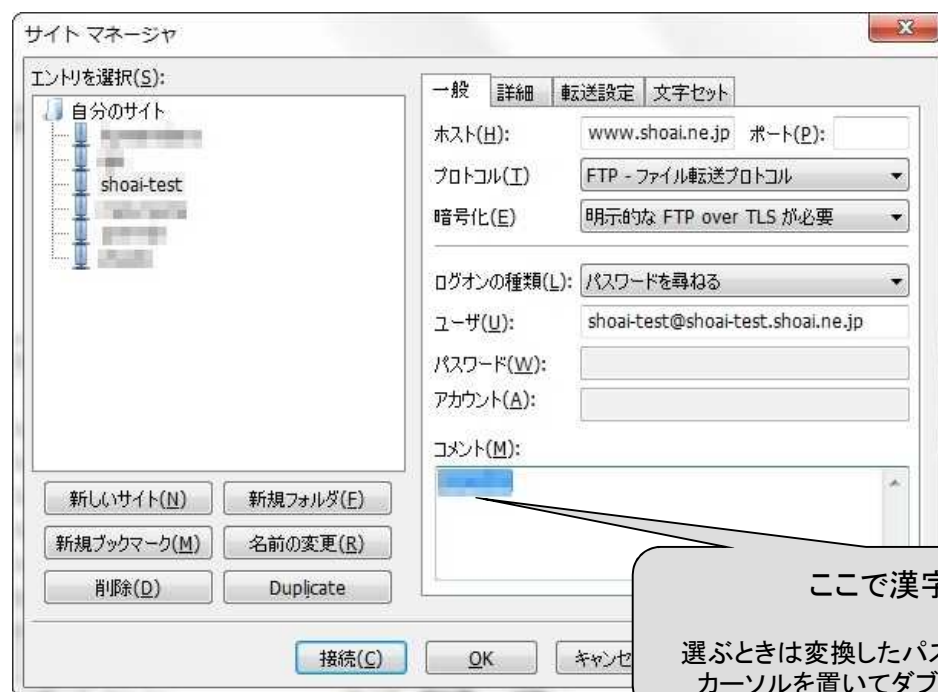 サイト マネージャ
エントリを選択(S):
自分のサイト
shoai-test
新しいサイト(N)
新規フォルダ(F)
新規ブックマーク(M)
名前の変更(R)
削除(D)
Duplicate
一般
詳細
転送設定
文字セット
ホスト(H):
www.shoai.ne.jp
ポート(P):
プロトコル(T)
FTP - ファイル転送プロトコル
暗号化(E)
明示的な FTP over TLS が必要
ログオンの種類(L):
パスワードを尋ねる
ユーザ(U):
shoai-test@shoai-test.shoai.ne.jp
パスワード(W):
アカウント(A):
コメント(M):
接続(C)
OK
キャンセ
ここで漢字
選ぶときは変換したパス
カーソルを置いてダブ